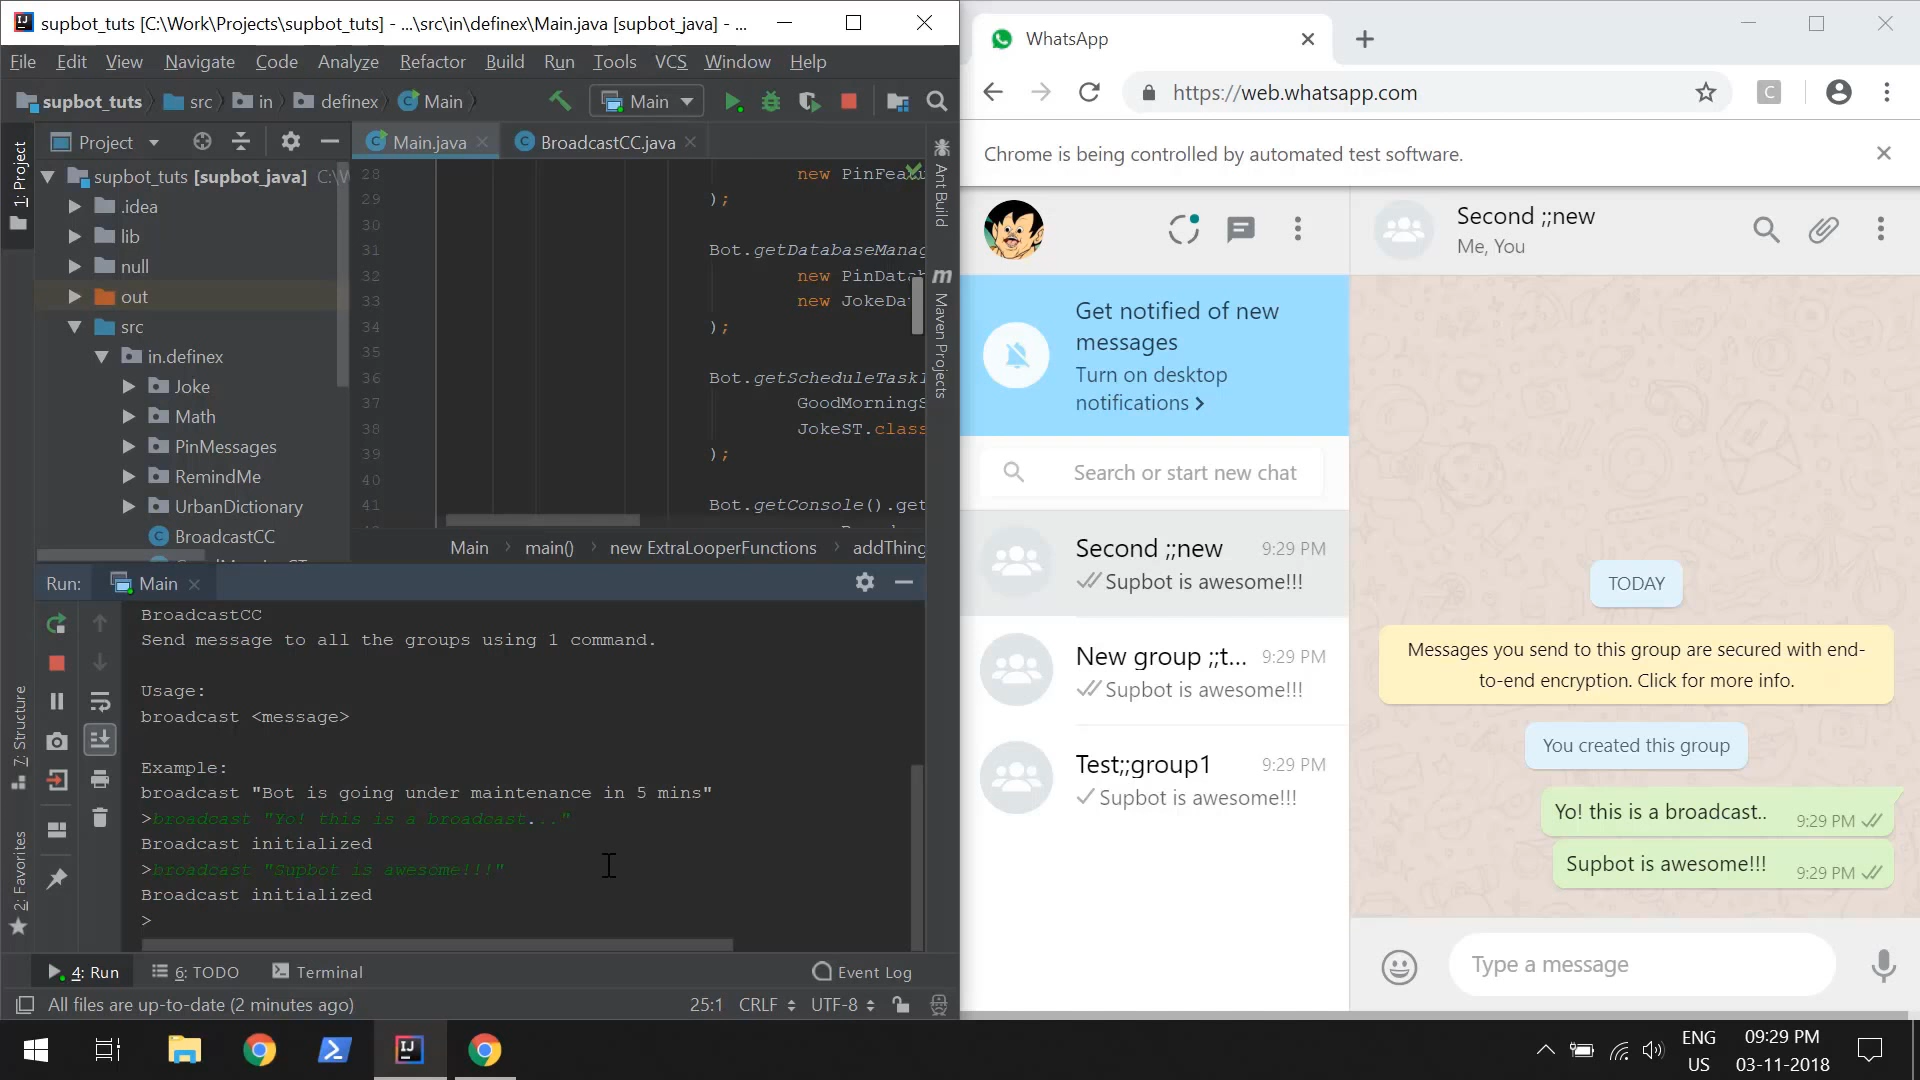 supbot_tuts [C:\Work\Projects\supbot_tuts] - ...\src\in\definex\Main.java [supbot_java] - ...
File Edit View Navigate Code Analyze Refactor Build Run Tools VCS Window Help
supbot_tuts src in definex Main Main
Project
Main.java
BroadcastCC.java
1: Project
supbot_tuts [supbot_java]
.idea
lib
null
out
src
in.definex
Joke
Math
PinMessages
RemindMe
UrbanDictionary
BroadcastCC
28 new PinFeatu
29 );
30
31 Bot.getDatabaseManag
32 new PinDatab
33 new JokeDa
34 );
35
36 Bot.getScheduleTask
37 GoodMorningS
38 JokeST.class
39 );
40
41 Bot.getConsole().get
Main main() new ExtraLooperFunctions addThing
Ant Build
m Maven Projects
Run: Main
BroadcastCC
Send message to all the groups using 1 command.
Usage:
broadcast <message>
Example:
broadcast "Bot is going under maintenance in 5 mins"
>broadcast "Yo! this is a broadcast..."
Broadcast initialized
>broadcast "Supbot is awesome!!!"
Broadcast initialized
>
7: Structure
2: Favorites
4: Run 6: TODO Terminal Event Log
All files are up-to-date (2 minutes ago) 25:1 CRLF UTF-8
WhatsApp
https://web.whatsapp.com
C
Chrome is being controlled by automated test software.
Second ;;new
Me, You
Get notified of new
messages
Turn on desktop
notifications >
Search or start new chat
Second ;;new 9:29 PM
Supbot is awesome!!!
New group ;;t... 9:29 PM
Supbot is awesome!!!
Test;;group1 9:29 PM
Supbot is awesome!!!
TODAY
Messages you send to this group are secured with end-
to-end encryption. Click for more info.
You created this group
Yo! this is a broadcast.. 9:29 PM
Supbot is awesome!!! 9:29 PM
Type a message
ENG
US
09:29 PM
03-11-2018